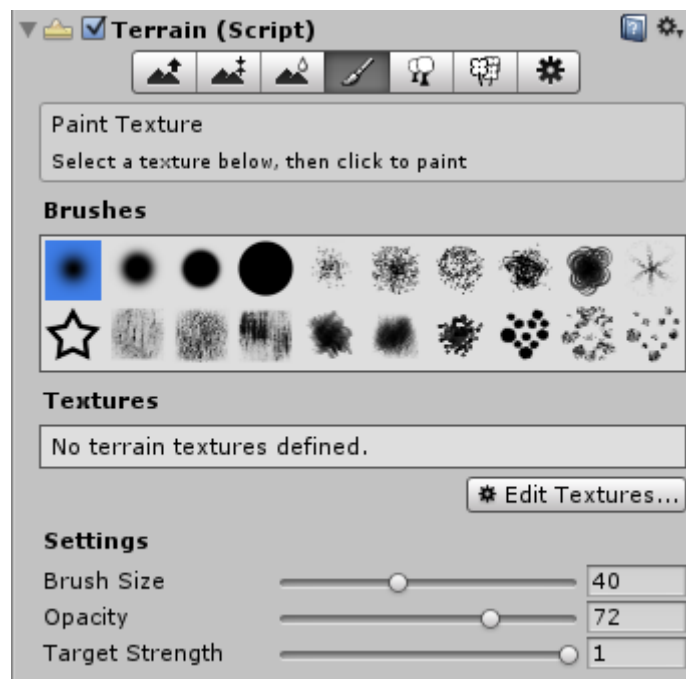 Terrain (Script)
Paint Texture
Select a texture below, then click to paint
Brushes
Textures
No terrain textures defined.
Edit Textures...
Settings
Brush Size 40
Opacity 72
Target Strength 1